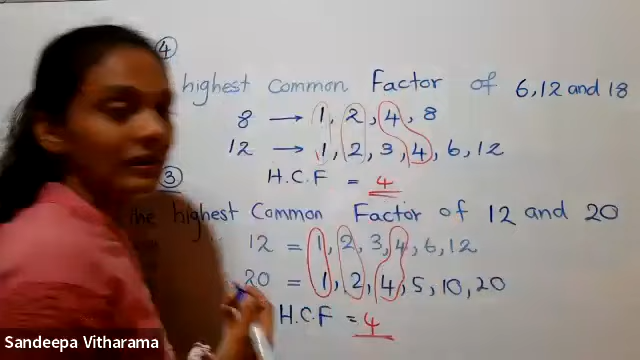 ④
highest Common Factor of 6,12 and 18
8 → 1, 2, 4, 8
12 → 1, 2, 3, 4, 6, 12
H.C.F = 4
③
the highest Common Factor of 12 and 20
12 = 1, 2, 3, 4, 6, 12
20 = 1, 2, 4, 5, 10, 20
H.C.F = 4
Sandeepa Vitharama